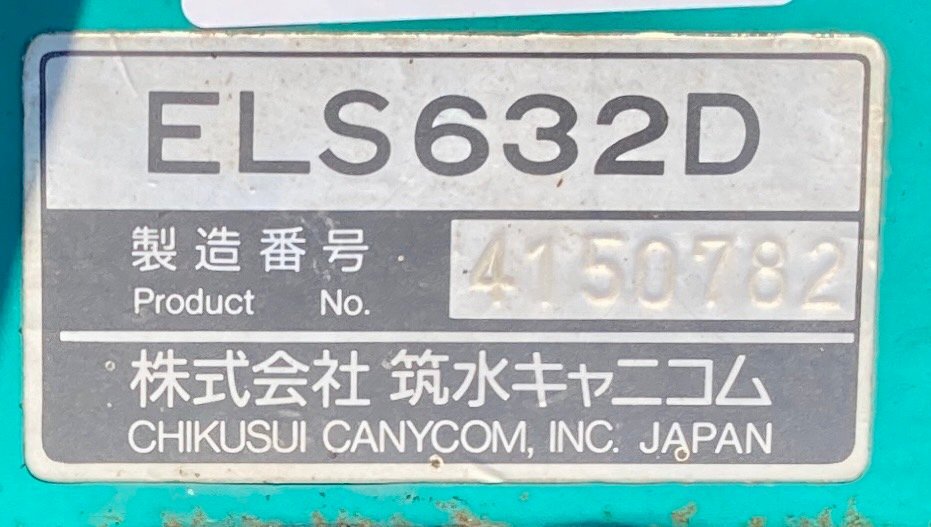 ELS632D
製造番号 4150782
Product No.
株式会社 筑水キャニコム
CHIKUSUI CANYCOM, INC. JAPAN